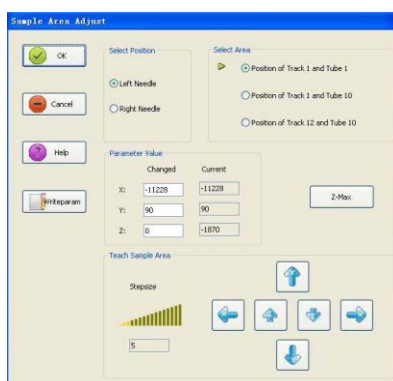 Sample Area Adjust
OK
Cancel
Help
Writeparam
Select Position
Left Needle
Right Needle
Select Area
Position of Track 1 and Tube 1
Position of Track 1 and Tube 10
Position of Track 12 and Tube 10
Parameter Value
Changed Current
X: -11228 -11228
Y: 90 90
Z: 0 -1870
Z-Max
Teach Sample Area
Stepsize
5